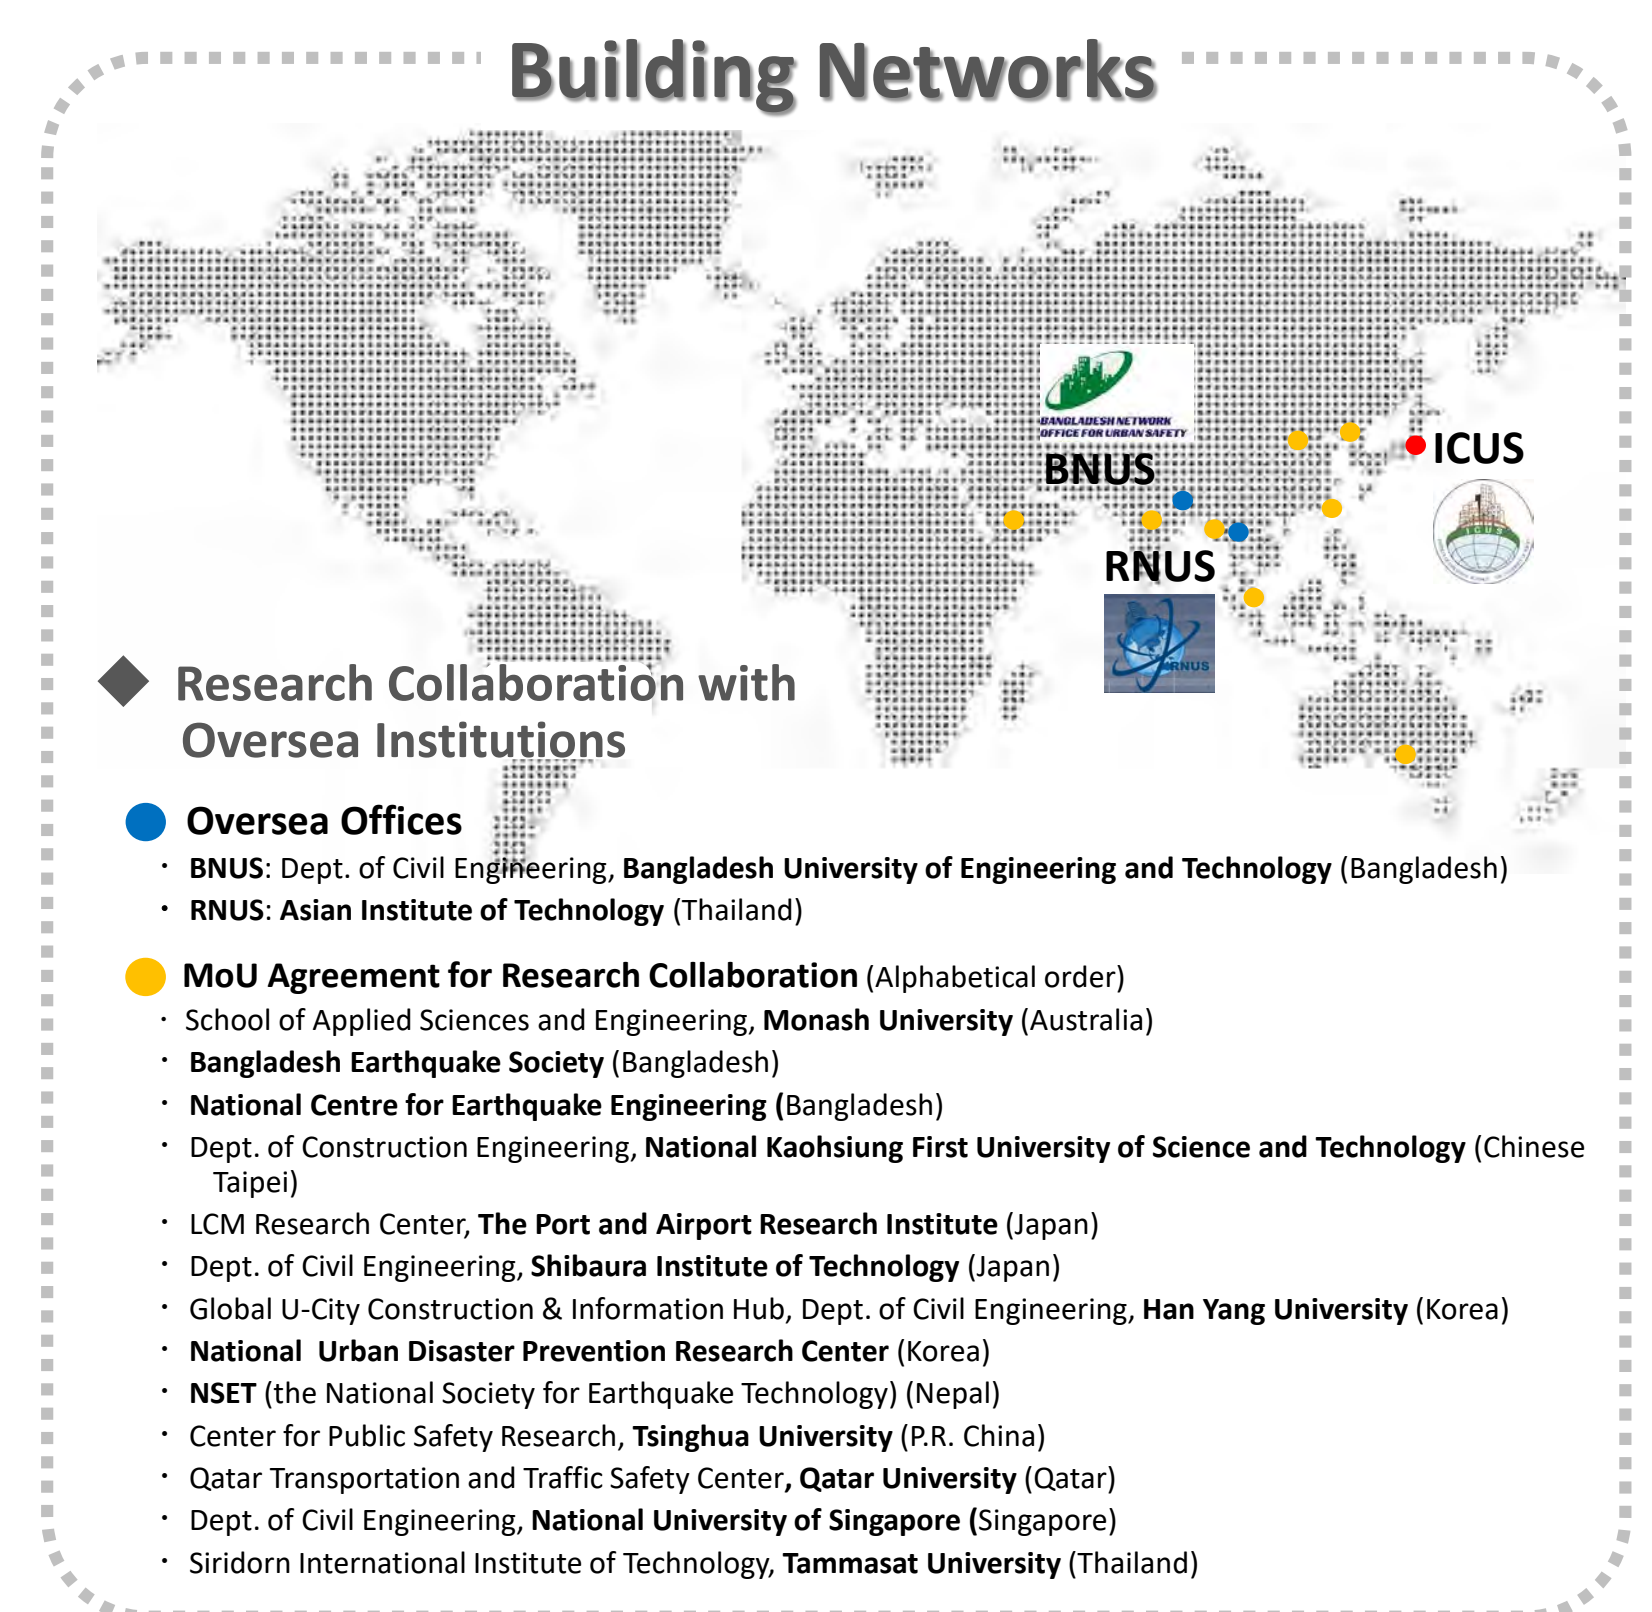 Building Networks
BANGLADESH NETWORK
OFFICE FOR URBAN SAFETY
BNUS
ICUS
ICUS
RNUS
RNUS
Research Collaboration with
Oversea Institutions
Oversea Offices
・ BNUS: Dept. of Civil Engineering, Bangladesh University of Engineering and Technology (Bangladesh)
・ RNUS: Asian Institute of Technology (Thailand)
MoU Agreement for Research Collaboration (Alphabetical order)
・ School of Applied Sciences and Engineering, Monash University (Australia)
・ Bangladesh Earthquake Society (Bangladesh)
・ National Centre for Earthquake Engineering (Bangladesh)
・ Dept. of Construction Engineering, National Kaohsiung First University of Science and Technology (Chinese
Taipei)
・ LCM Research Center, The Port and Airport Research Institute (Japan)
・ Dept. of Civil Engineering, Shibaura Institute of Technology (Japan)
・ Global U-City Construction & Information Hub, Dept. of Civil Engineering, Han Yang University (Korea)
・ National Urban Disaster Prevention Research Center (Korea)
・ NSET (the National Society for Earthquake Technology) (Nepal)
・ Center for Public Safety Research, Tsinghua University (P.R. China)
・ Qatar Transportation and Traffic Safety Center, Qatar University (Qatar)
・ Dept. of Civil Engineering, National University of Singapore (Singapore)
・ Siridorn International Institute of Technology, Tammasat University (Thailand)